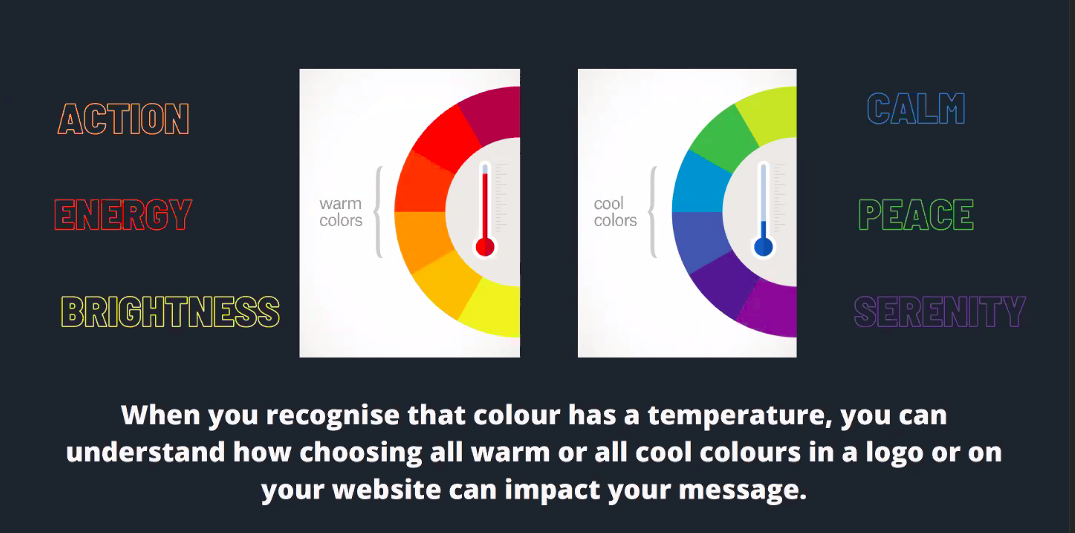 ACTION
ENERGY
BRIGHTNESS
warm
colors
cool
colors
CALM
PEACE
SERENITY
When you recognise that colour has a temperature, you can
understand how choosing all warm or all cool colours in a logo or on
your website can impact your message.